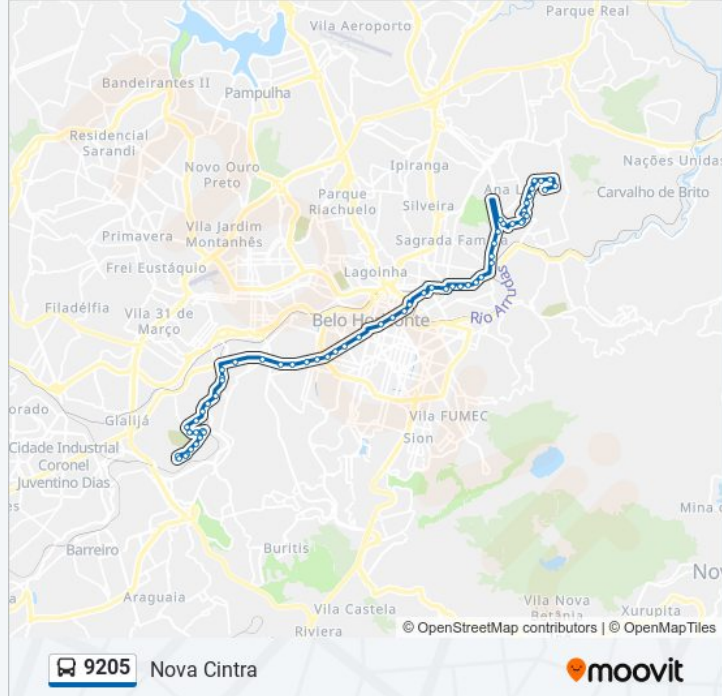 Parque Real
Vila Aeroporto
Bandeirantes II
Pampulha
Residencial
Sarandi
Nações Unidas
Ipiranga
Novo Ouro
Preto
Ana L
Carvalho de Brito
Parque
Riachuelo
Silveira
Vila Jardim
Montanhês
Primavera
Sagrada Família
Frei Eustáquio
Lagoinha
Filadélfia
Vila 31 de
Março
Rio Arrudas
Belo Horizonte
orado
Glalijá
Vila FUMEC
Sion
Cidade Industrial
Coronel
Juventino Dias
es
Mina d
Barreiro
Buritis
Nov
a
Araguaia
Vila Castela
Vila Nova
Betânia
Xurupita
Riviera
© OpenStreetMap contributors | © OpenMapTiles
9205 Nova Cintra
moovit